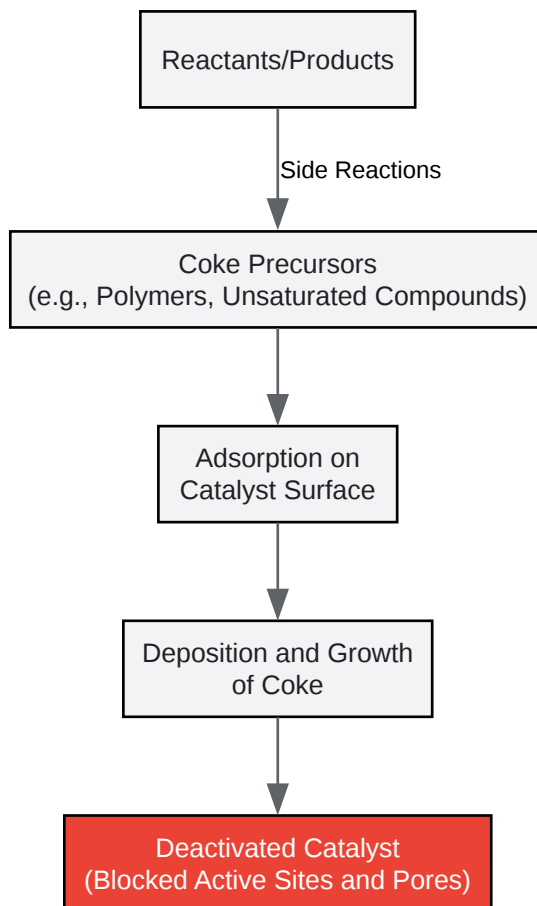 Reactants/Products
Side Reactions
Coke Precursors
(e.g., Polymers, Unsaturated Compounds)
Adsorption on
Catalyst Surface
Deposition and Growth
of Coke
Deactivated Catalyst
(Blocked Active Sites and Pores)